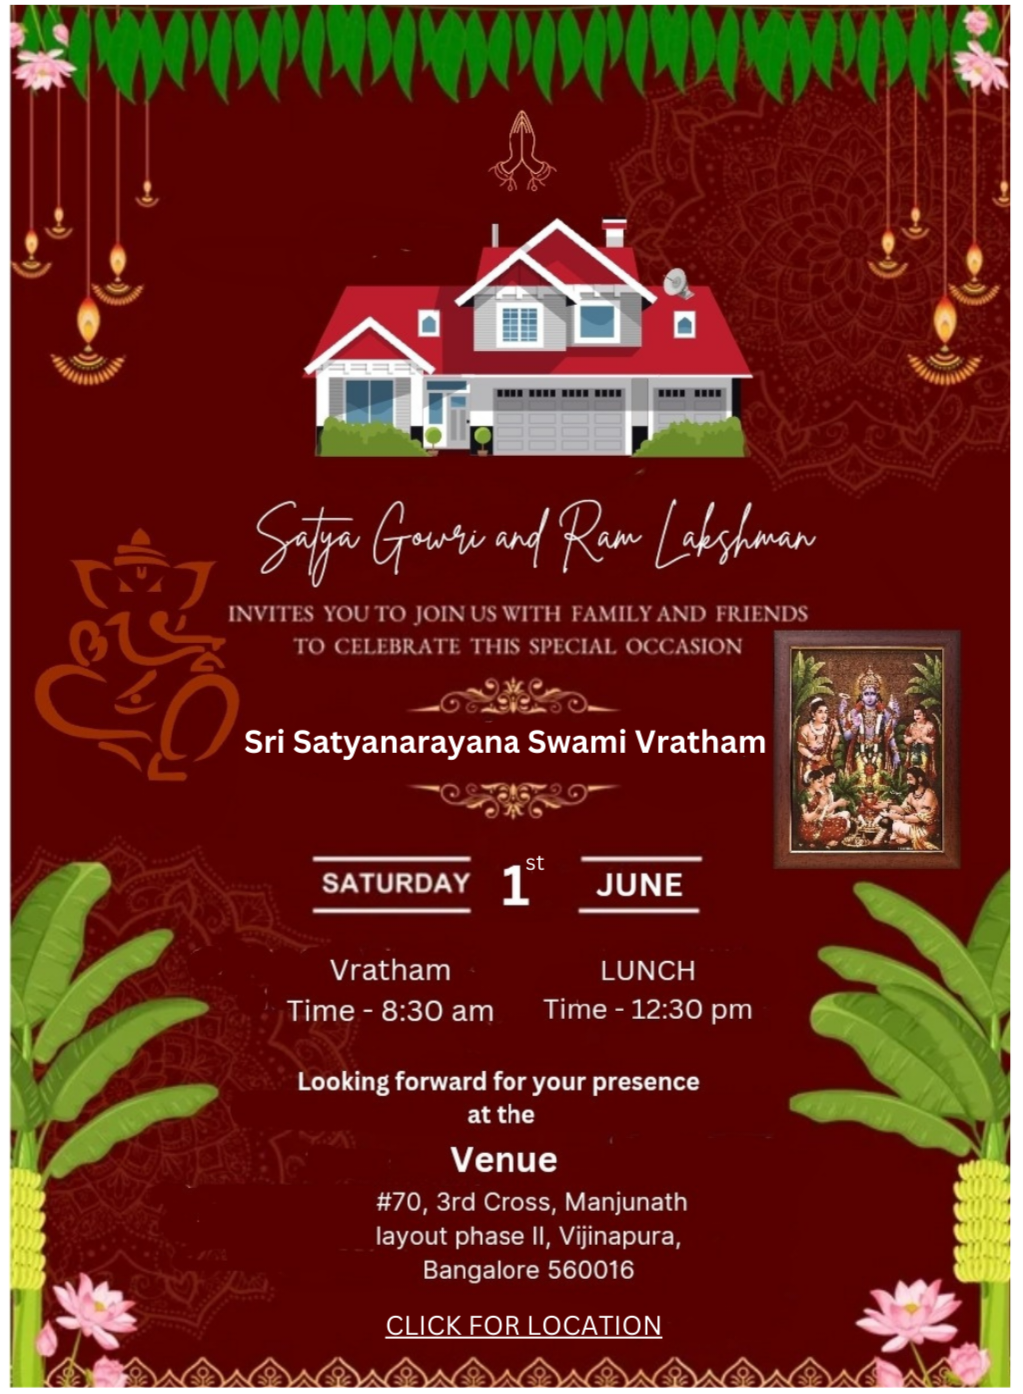 Satya Gowri and Ram Lakshman
INVITES YOU TO JOIN US WITH FAMILY AND FRIENDS
TO CELEBRATE THIS SPECIAL OCCASION
Sri Satyanarayana Swami Vratham
SATURDAY 1st JUNE
Vratham LUNCH
Time - 8:30 am Time - 12:30 pm
Looking forward for your presence
at the
Venue
#70, 3rd Cross, Manjunath
layout phase II, Vijinapura,
Bangalore 560016
CLICK FOR LOCATION